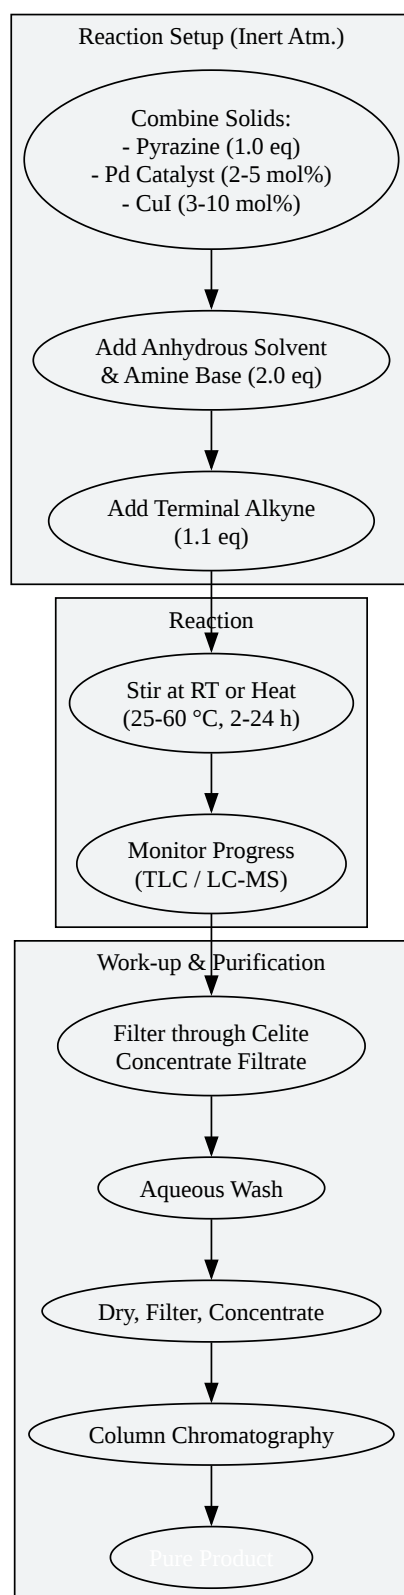 Reaction Setup (Inert Atm.)
Combine Solids:
- Pyrazine (1.0 eq)
- Pd Catalyst (2-5 mol%)
- CuI (3-10 mol%)
Add Anhydrous Solvent
& Amine Base (2.0 eq)
Add Terminal Alkyne
(1.1 eq)
Reaction
Stir at RT or Heat
(25-60 °C, 2-24 h)
Monitor Progress
(TLC / LC-MS)
Work-up & Purification
Filter through Celite
Concentrate Filtrate
Aqueous Wash
Dry, Filter, Concentrate
Column Chromatography
Pure Product